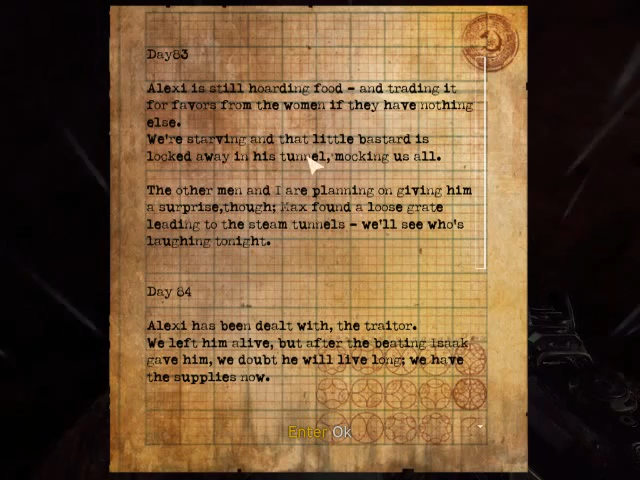 Day83
Alexi is still hoarding food - and trading it
for favors from the women if they have nothing
else.
We're starving and that little bastard is
locked away in his tunnel, mocking us all.
The other men and I are planning on giving him
a surprise,though; Max found a loose grate
leading to the steam tunnels - we'll see who's
laughing tonight.
Day 84
Alexi has been dealt with, the traitor.
We left him alive, but after the beating Isaak
gave him, we doubt he will live long; we have
the supplies now.
Enter Ok